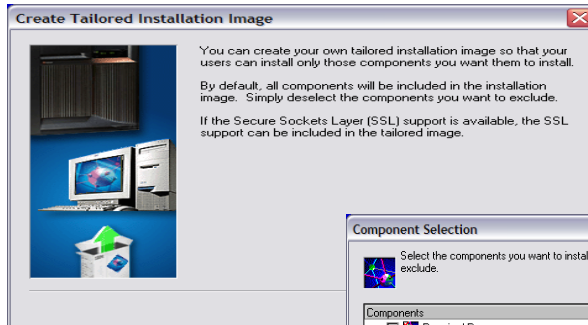 Create Tailored Installation Image
You can create your own tailored installation image so that your
users can install only those components you want them to install.
By default, all components will be included in the installation
image. Simply deselect the components you want to exclude.
If the Secure Sockets Layer (SSL) support is available, the SSL
support can be included in the tailored image.
Component Selection
Select the components you want to instal
exclude.
Components